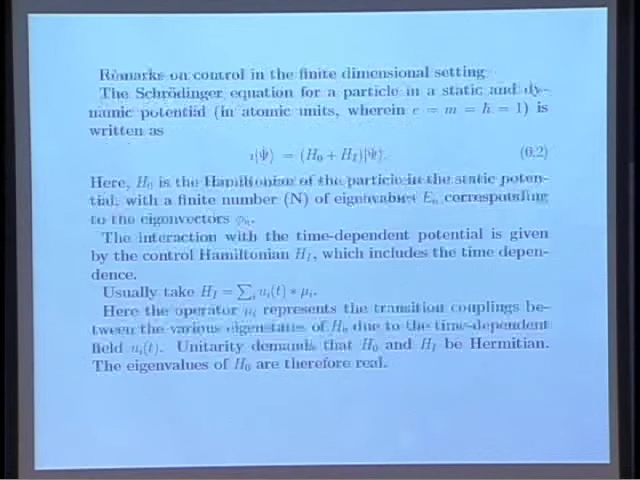 Remarks on control in the finite dimensional setting
The Schrödinger equation for a particle in a static and dy-
namic potential (in atomic units, wherein e = m = ħ = 1) is
written as
ı|Ψ̇⟩ = (H₀ + H_I)|Ψ⟩. (0.2)
Here, H₀ is the Hamiltonian of the particle in the static poten-
tial, with a finite number (N) of eigenvalues Eₙ corresponding
to the eigenvectors φₙ.
The interaction with the time-dependent potential is given
by the control Hamiltonian H_I, which includes the time depen-
dence.
Usually take H_I = ∑ᵢ uᵢ(t) * μᵢ.
Here the operator μᵢ represents the transition couplings be-
tween the various eigenstates of H₀ due to the time-dependent
field uᵢ(t). Unitarity demands that H₀ and H_I be Hermitian.
The eigenvalues of H₀ are therefore real.